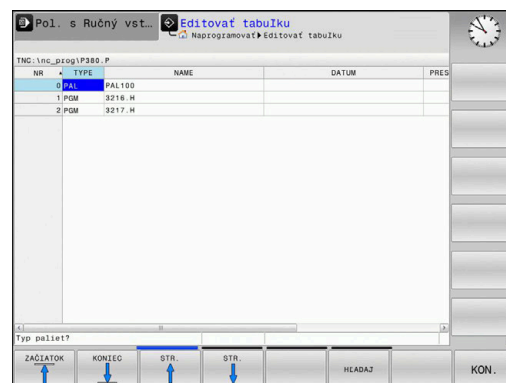 Pol. s Ručný vst… Editovať tabuľku
Naprogramovať Editovať tabuľku
TNC:\nc_prog\P380.P
NR TYPE NAME DATUM PRES
0 PAL PAL100
1 PGM 3216.H
2 PGM 3217.H
Typ paliet?
ZAČIATOK KONIEC STR. STR. HĽADAJ KON.